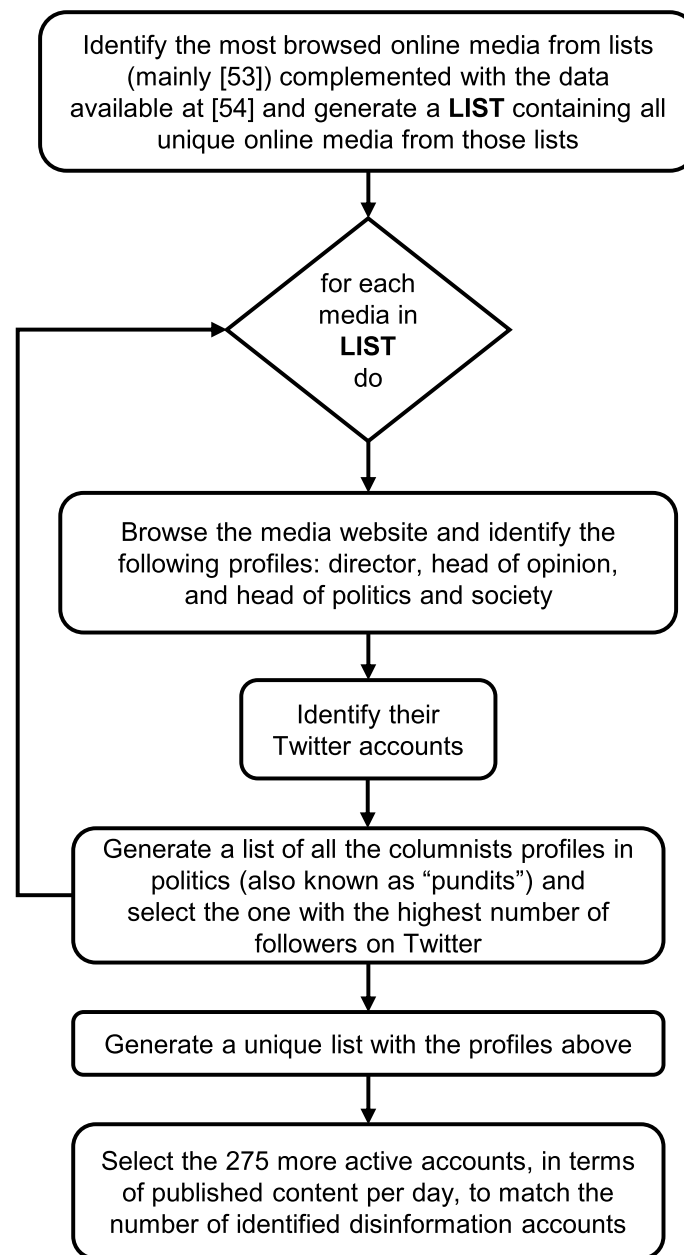 Identify the most browsed online media from lists
(mainly [53]) complemented with the data
available at [54] and generate a LIST containing all
unique online media from those lists
for each
media in
LIST
do
Browse the media website and identify the
following profiles: director, head of opinion,
and head of politics and society
Identify their
Twitter accounts
Generate a list of all the columnists profiles in
politics (also known as “pundits”) and
select the one with the highest number of
followers on Twitter
Generate a unique list with the profiles above
Select the 275 more active accounts, in terms
of published content per day, to match the
number of identified disinformation accounts